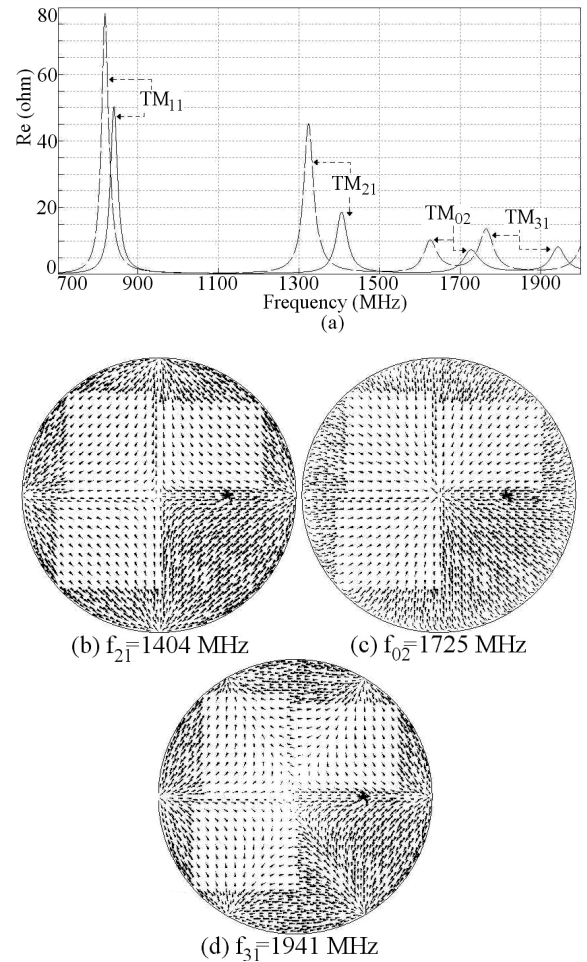 80
60
40
20
0
Re (ohm)
TM11
TM21
TM02
TM31
700 900 1100 1300 1500 1700 1900
Frequency (MHz)
(a)
(b) f21=1404 MHz
(c) f02=1725 MHz
(d) f31=1941 MHz